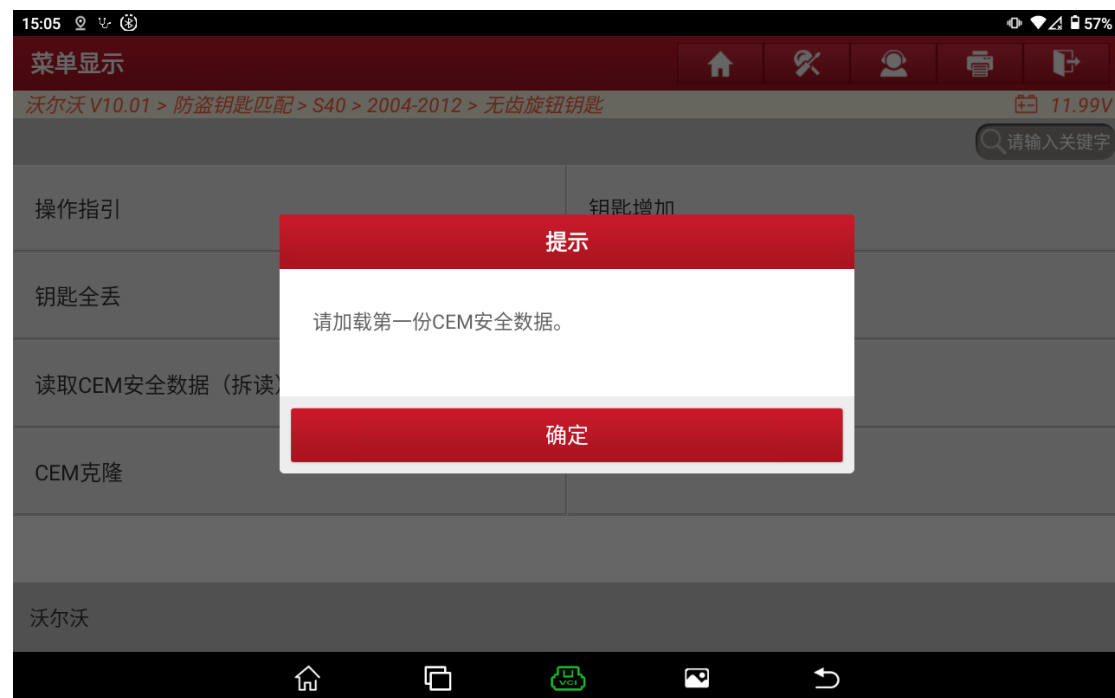 15:05 57%
菜单显示
沃尔沃 V10.01 > 防盗钥匙匹配 > S40 > 2004-2012 > 无齿旋钮钥匙 11.99V
请输入关键字
操作指引 钥匙增加
提示
钥匙全丢
请加载第一份CEM安全数据。
读取CEM安全数据（拆读）
确定
CEM克隆
沃尔沃
VCI